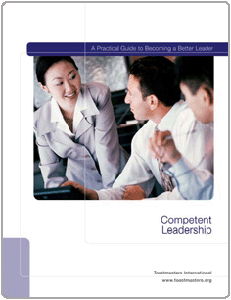 A Practical Guide to Becoming a Better Leader
Competent
Leadership
Toastmasters International
www.toastmasters.org